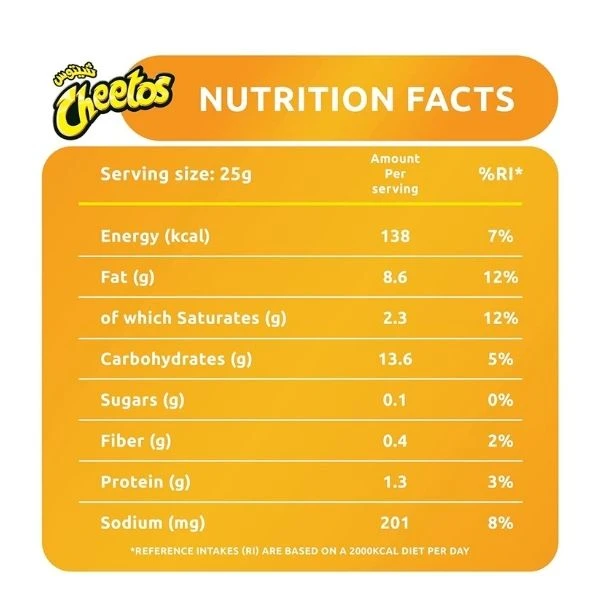 شيتوس
Cheetos
NUTRITION FACTS
Serving size: 25g
Amount
Per
serving
%RI*
Energy (kcal) 138 7%
Fat (g) 8.6 12%
of which Saturates (g) 2.3 12%
Carbohydrates (g) 13.6 5%
Sugars (g) 0.1 0%
Fiber (g) 0.4 2%
Protein (g) 1.3 3%
Sodium (mg) 201 8%
*REFERENCE INTAKES (RI) ARE BASED ON A 2000KCAL DIET PER DAY